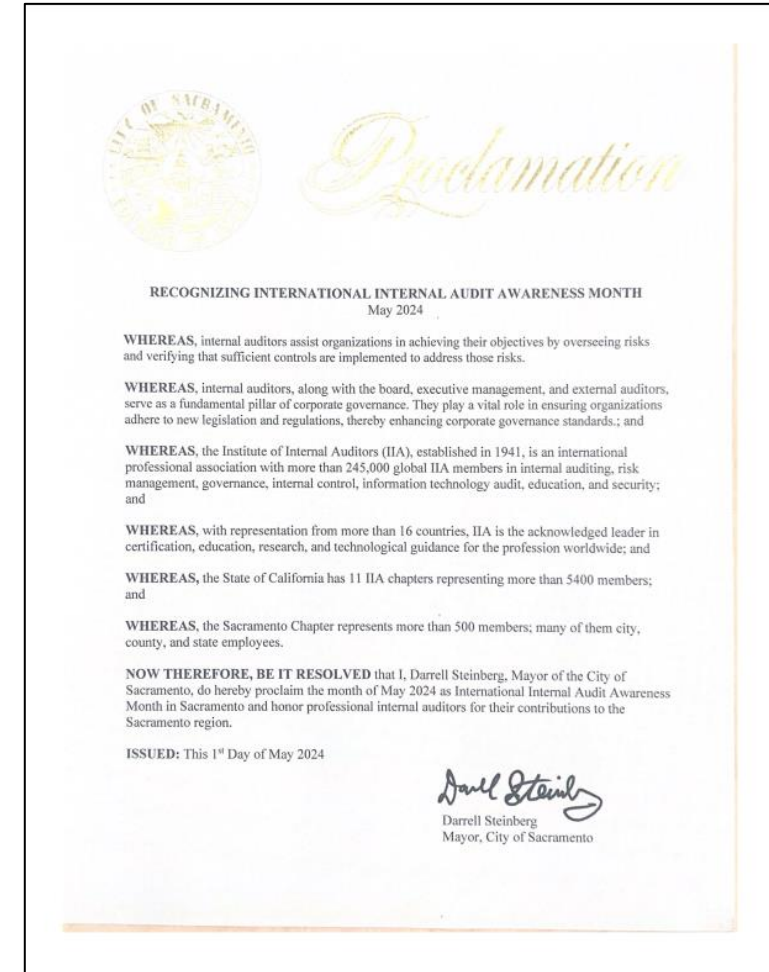 CITY OF SACRAMENTO
Proclamation
RECOGNIZING INTERNATIONAL INTERNAL AUDIT AWARENESS MONTH
May 2024
WHEREAS, internal auditors assist organizations in achieving their objectives by overseeing risks
and verifying that sufficient controls are implemented to address those risks.
WHEREAS, internal auditors, along with the board, executive management, and external auditors,
serve as a fundamental pillar of corporate governance. They play a vital role in ensuring organizations
adhere to new legislation and regulations, thereby enhancing corporate governance standards.; and
WHEREAS, the Institute of Internal Auditors (IIA), established in 1941, is an international
professional association with more than 245,000 global IIA members in internal auditing, risk
management, governance, internal control, information technology audit, education, and security;
and
WHEREAS, with representation from more than 16 countries, IIA is the acknowledged leader in
certification, education, research, and technological guidance for the profession worldwide; and
WHEREAS, the State of California has 11 IIA chapters representing more than 5400 members;
and
WHEREAS, the Sacramento Chapter represents more than 500 members; many of them city,
county, and state employees.
NOW THEREFORE, BE IT RESOLVED that I, Darrell Steinberg, Mayor of the City of
Sacramento, do hereby proclaim the month of May 2024 as International Internal Audit Awareness
Month in Sacramento and honor professional internal auditors for their contributions to the
Sacramento region.
ISSUED: This 1st Day of May 2024
Darrell Steinberg
Mayor, City of Sacramento